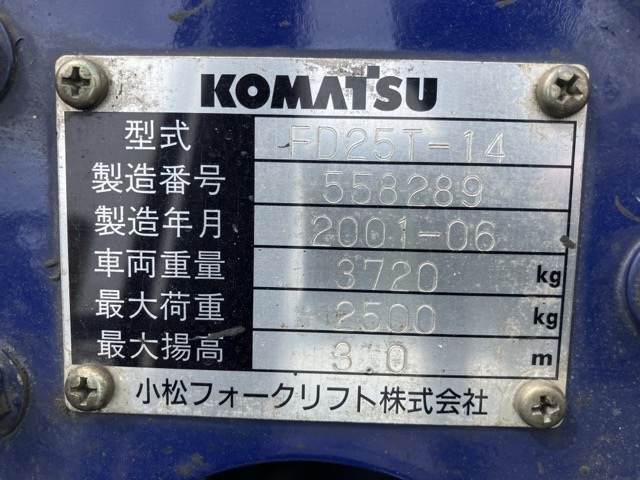 KOMATSU
型式 FD25T-14
製造番号 558289
製造年月 2001-06
車両重量 3720 kg
最大荷重 2500 kg
最大揚高 3.0 m
小松フォークリフト株式会社